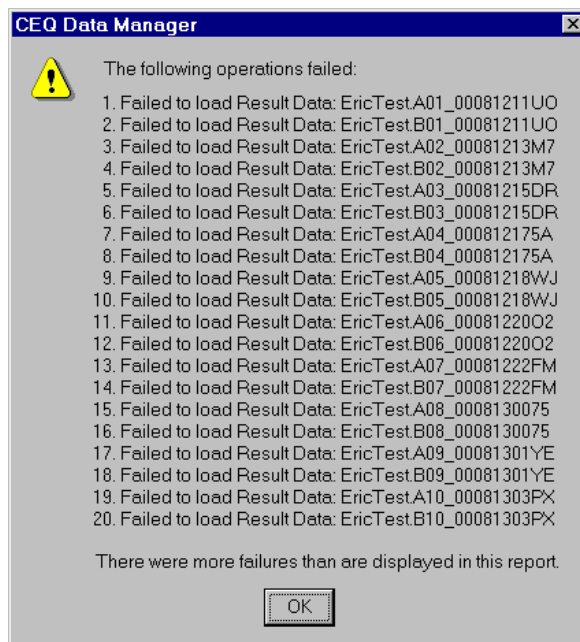 CEQ Data Manager
The following operations failed:
1. Failed to load Result Data: EricTest.A01_00081211UO
2. Failed to load Result Data: EricTest.B01_00081211UO
3. Failed to load Result Data: EricTest.A02_00081213M7
4. Failed to load Result Data: EricTest.B02_00081213M7
5. Failed to load Result Data: EricTest.A03_00081215DR
6. Failed to load Result Data: EricTest.B03_00081215DR
7. Failed to load Result Data: EricTest.A04_000812175A
8. Failed to load Result Data: EricTest.B04_000812175A
9. Failed to load Result Data: EricTest.A05_00081218WJ
10. Failed to load Result Data: EricTest.B05_00081218WJ
11. Failed to load Result Data: EricTest.A06_00081220O2
12. Failed to load Result Data: EricTest.B06_00081220O2
13. Failed to load Result Data: EricTest.A07_00081222FM
14. Failed to load Result Data: EricTest.B07_00081222FM
15. Failed to load Result Data: EricTest.A08_0008130075
16. Failed to load Result Data: EricTest.B08_0008130075
17. Failed to load Result Data: EricTest.A09_00081301YE
18. Failed to load Result Data: EricTest.B09_00081301YE
19. Failed to load Result Data: EricTest.A10_00081303PX
20. Failed to load Result Data: EricTest.B10_00081303PX
There were more failures than are displayed in this report.
OK